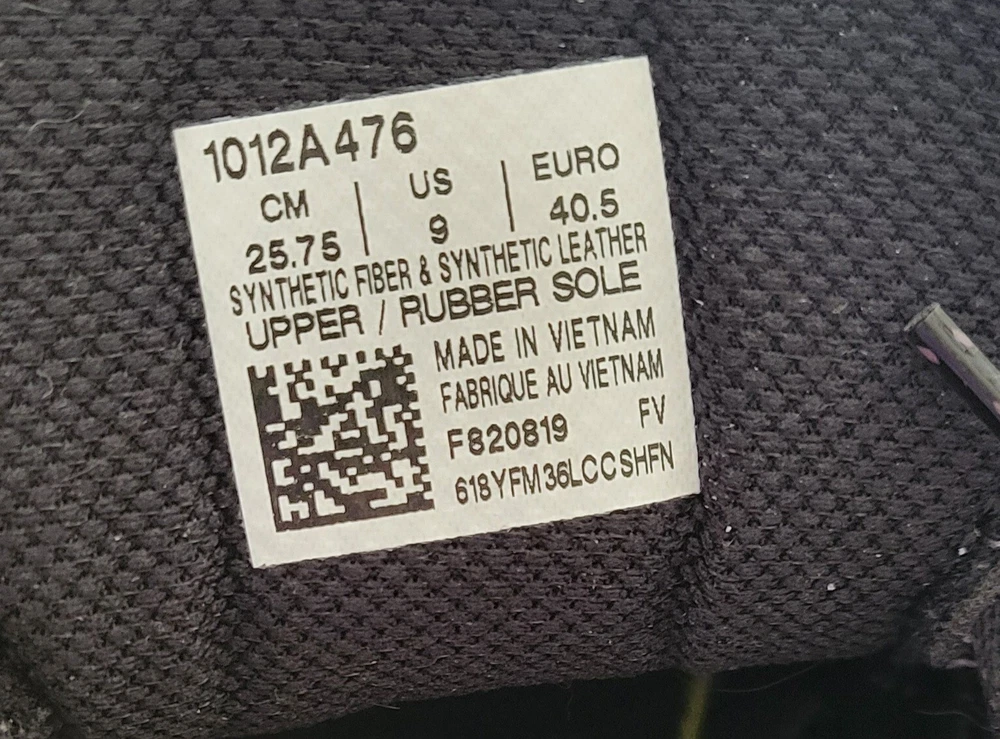 1012A476
CM | US | EURO
25.75 | 9 | 40.5
SYNTHETIC FIBER & SYNTHETIC LEATHER
UPPER / RUBBER SOLE
MADE IN VIETNAM
FABRIQUE AU VIETNAM
F820819 FV
618YFM36LCCSHFN